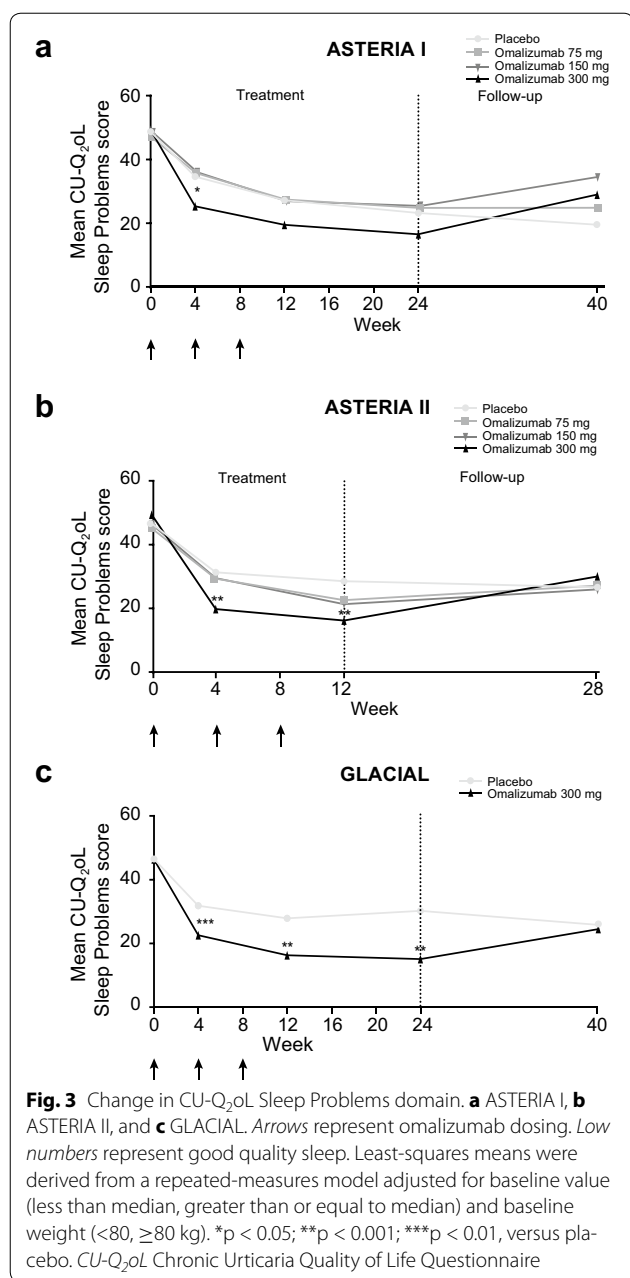 a
ASTERIA I
Placebo
Omalizumab 75 mg
Omalizumab 150 mg
Omalizumab 300 mg
Mean CU-Q₂oL
Sleep Problems score
Treatment
Follow-up
60
40
20
0
*
0 4 8 12 16 20 24 40
Week
b
ASTERIA II
Placebo
Omalizumab 75 mg
Omalizumab 150 mg
Omalizumab 300 mg
Mean CU-Q₂oL
Sleep Problems score
Treatment
Follow-up
60
40
20
0
** **
0 4 8 12 28
Week
c
GLACIAL
Placebo
Omalizumab 300 mg
Mean CU-Q₂oL
Sleep Problems score
60
40
20
0
*** ** **
0 4 8 12 16 20 24 40
Week
Fig. 3 Change in CU-Q₂oL Sleep Problems domain. a ASTERIA I, b
ASTERIA II, and c GLACIAL. Arrows represent omalizumab dosing. Low
numbers represent good quality sleep. Least-squares means were
derived from a repeated-measures model adjusted for baseline value
(less than median, greater than or equal to median) and baseline
weight (<80, ≥80 kg). *p < 0.05; **p < 0.001; ***p < 0.01, versus pla-
cebo. CU-Q₂oL Chronic Urticaria Quality of Life Questionnaire